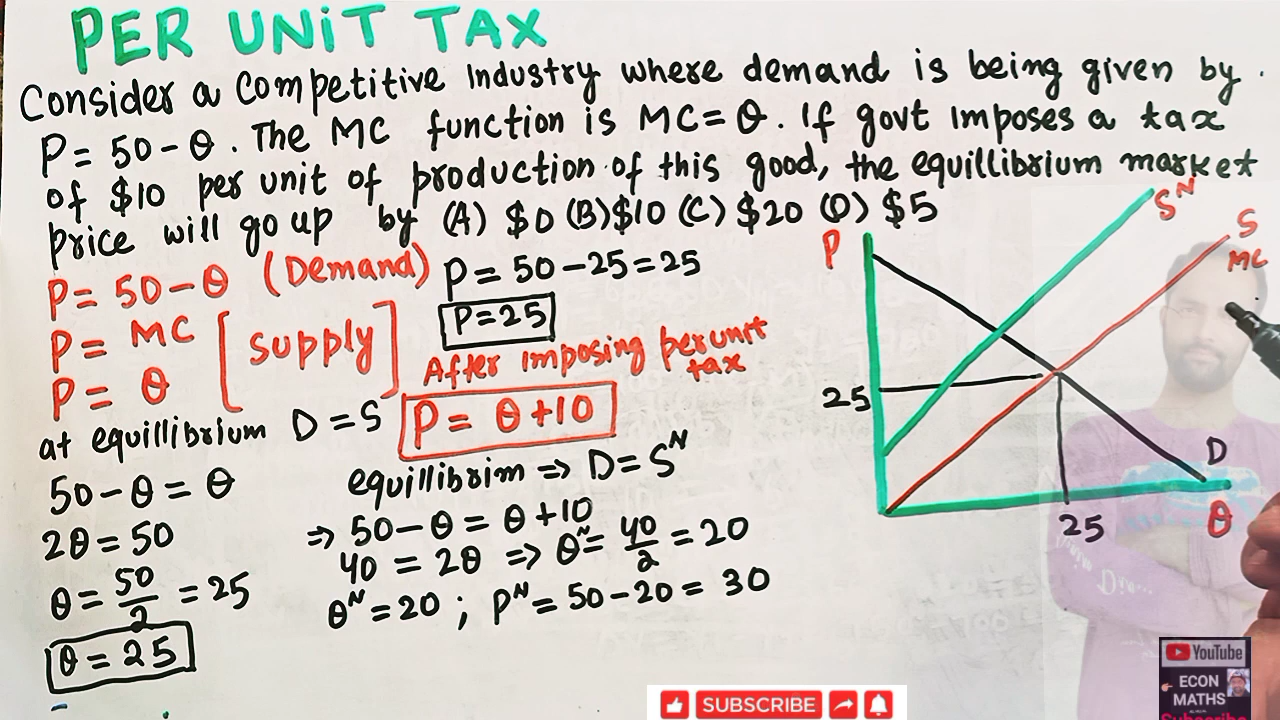 PER UNIT TAX
Consider a competitive industry where demand is being given by.
P = 50 - θ. The MC function is MC = θ. If govt imposes a tax
of $10 per unit of production of this good, the equillibrium market
price will go up by (A) $0 (B) $10 (C) $20 (D) $5
P = 50 - θ (Demand)
P = MC
P = θ
[supply]
at equillibrium D = S
50 - θ = θ
2θ = 50
θ = 50/2 = 25
θ = 25
P = 50 - 25 = 25
P = 25
After imposing per unit
tax
P = θ + 10
equillibrim ⇒ D = S^N
⇒ 50 - θ = θ + 10
40 = 2θ ⇒ θ^N = 40/2 = 20
θ^N = 20 ; P^N = 50 - 20 = 30
P
S^N
S
MC
25
D
25
θ
SUBSCRIBE
YouTube
ECON
MATHS
Subscribe